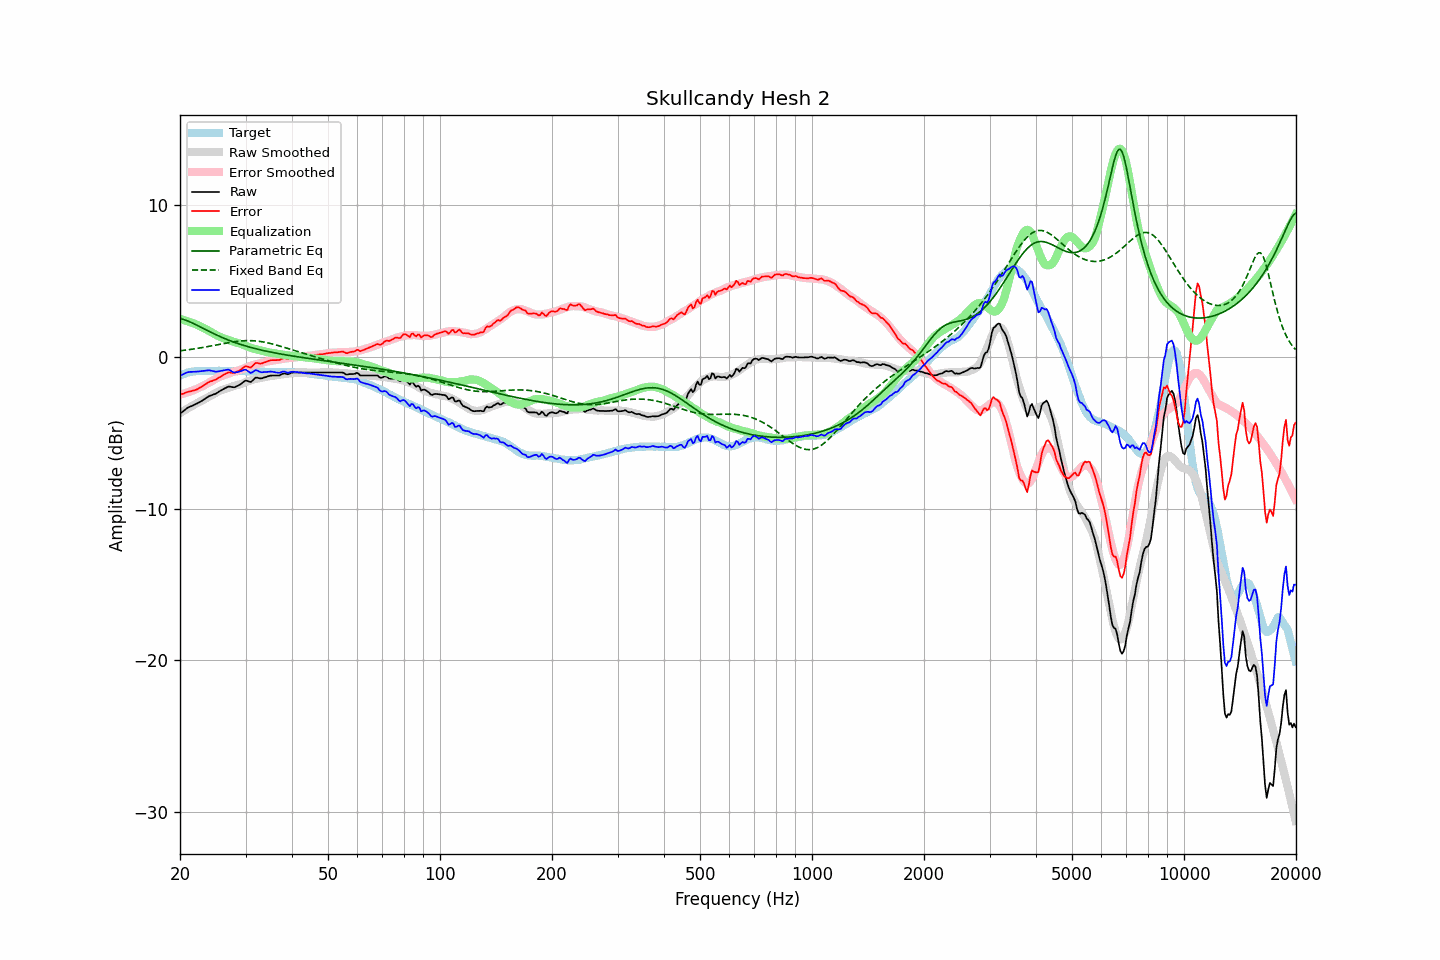 Skullcandy Hesh 2
Target
Raw Smoothed
Error Smoothed
Raw
Error
Equalization
Parametric Eq
Fixed Band Eq
Equalized
10
0
−10
−20
−30
Amplitude (dBr)
20 50 100 200 500 1000 2000 5000 10000 20000
Frequency (Hz)